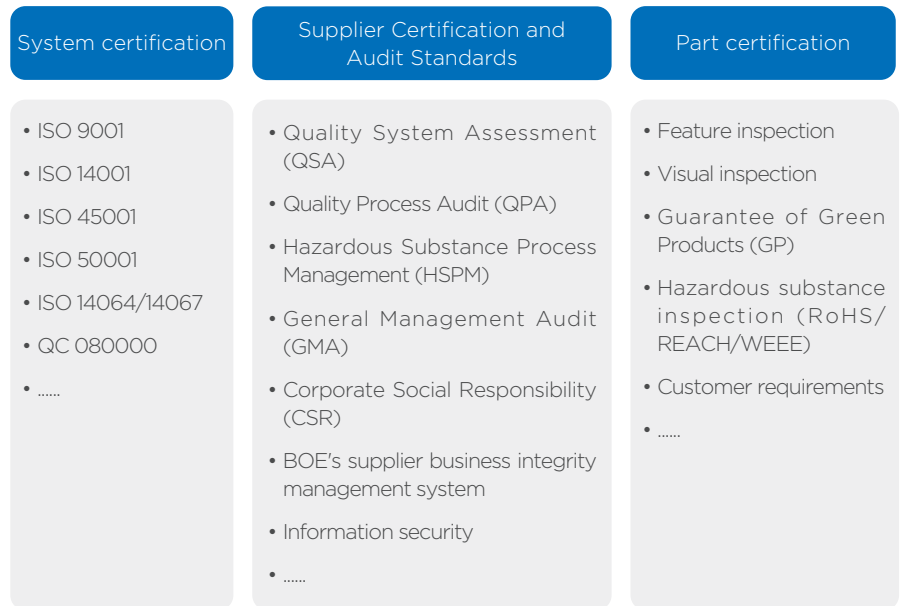 System certification
• ISO 9001
• ISO 14001
• ISO 45001
• ISO 50001
• ISO 14064/14067
• QC 080000
• ......
Supplier Certification and
Audit Standards
• Quality System Assessment
(QSA)
• Quality Process Audit (QPA)
• Hazardous Substance Process
Management (HSPM)
• General Management Audit
(GMA)
• Corporate Social Responsibility
(CSR)
• BOE's supplier business integrity
management system
• Information security
• ......
Part certification
• Feature inspection
• Visual inspection
• Guarantee of Green
Products (GP)
• Hazardous substance
inspection (RoHS/
REACH/WEEE)
• Customer requirements
• ......